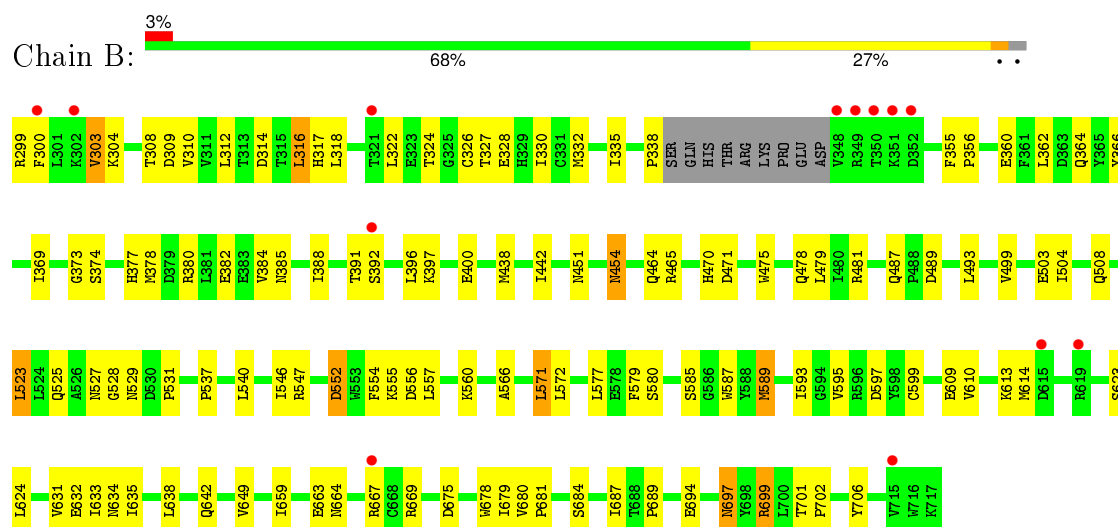 3%
Chain B:
68% 27% • •
R299 F300 L301 K302 V303 K304 T308 D309 V310 V311 L312 T313 D314 T315 L316 H317 L318 T321 L322 E323 T324 G325 C326 T327 E328 H329 I330 C331 M332 I335 P338 SER GLN HIS THR ARG LYS PRO GLU ASP V348 R349 T350 K351 D352 F355 P356 E360 F361 L362 D363 Q364 Y365 Y366
I369 G373 S374 H377 M378 D379 R380 L381 E382 E383 V384 N385 I388 T391 S392 L396 K397 E400 M438 I442 N451 N454 Q464 R465 H470 D471 W475 Q478 L479 I480 R481 Q487 P488 D489 L493 V499 E503 I504 Q508
L523 L524 Q525 A526 N527 G528 N529 D530 P531 P537 L540 I546 R547 D552 W553 F554 K555 D556 L557 K560 A566 L571 L572 L577 E578 F579 S580 S585 G586 W587 Y588 M589 I593 G594 V595 R596 D597 Y598 C599 E609 V610 K613 M614 D615 R619 S623
L624 V631 E632 I633 N634 I635 L638 Q642 V649 I659 E663 N664 R667 C668 R669 D675 W678 I679 V680 P681 S684 I687 T688 P689 E694 N697 Y698 R699 L700 T701 P702 Y706 V715 W716 K717